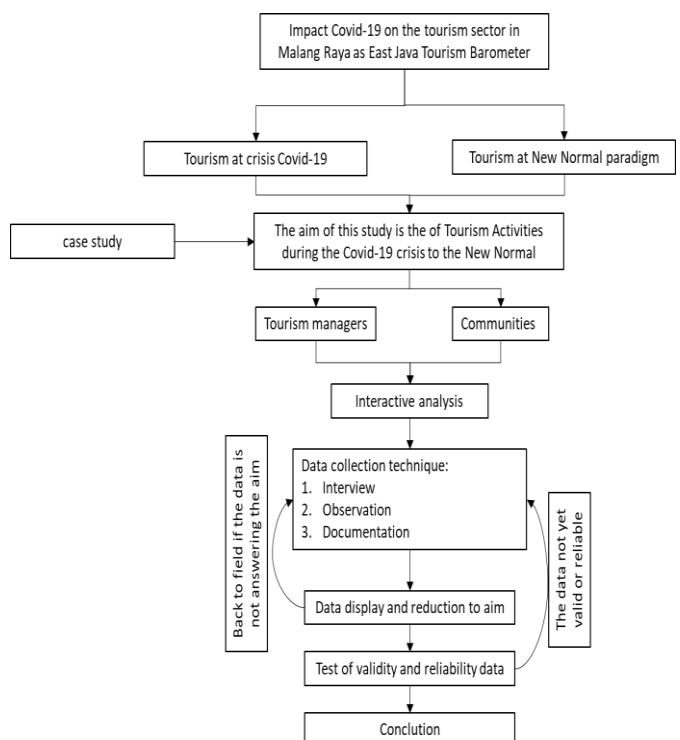 Impact Covid-19 on the tourism sector in
Malang Raya as East Java Tourism Barometer
Tourism at crisis Covid-19
Tourism at New Normal paradigm
case study
The aim of this study is the of Tourism Activities
during the Covid-19 crisis to the New Normal
Tourism managers
Communities
Interactive analysis
Back to field if the data is
not answering the aim
Data collection technique:
1. Interview
2. Observation
3. Documentation
The data not yet
valid or reliable
Data display and reduction to aim
Test of validity and reliability data
Conclution